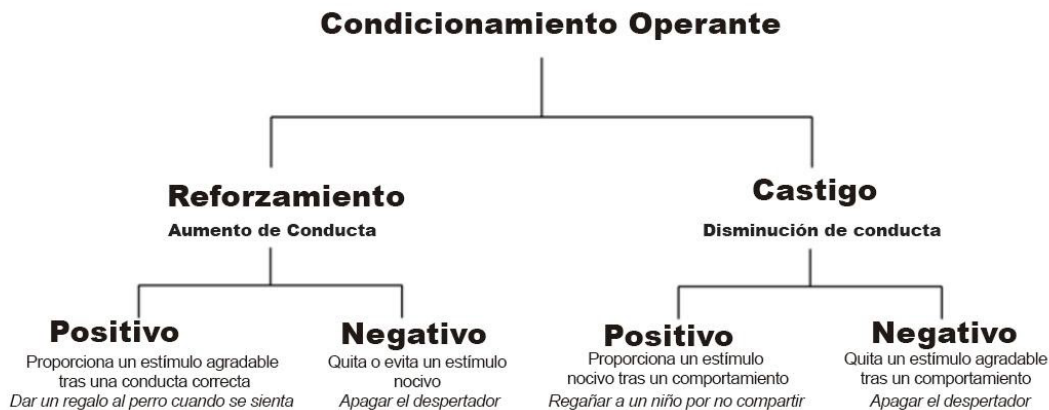 Condicionamiento Operante
Reforzamiento
Aumento de Conducta
Castigo
Disminución de conducta
Positivo
Proporciona un estímulo agradable
tras una conducta correcta
Dar un regalo al perro cuando se sienta
Negativo
Quita o evita un estímulo
nocivo
Apagar el despertador
Positivo
Proporciona un estímulo
nocivo tras un comportamiento
Regañar a un niño por no compartir
Negativo
Quita un estímulo agradable
tras un comportamiento
Apagar el despertador